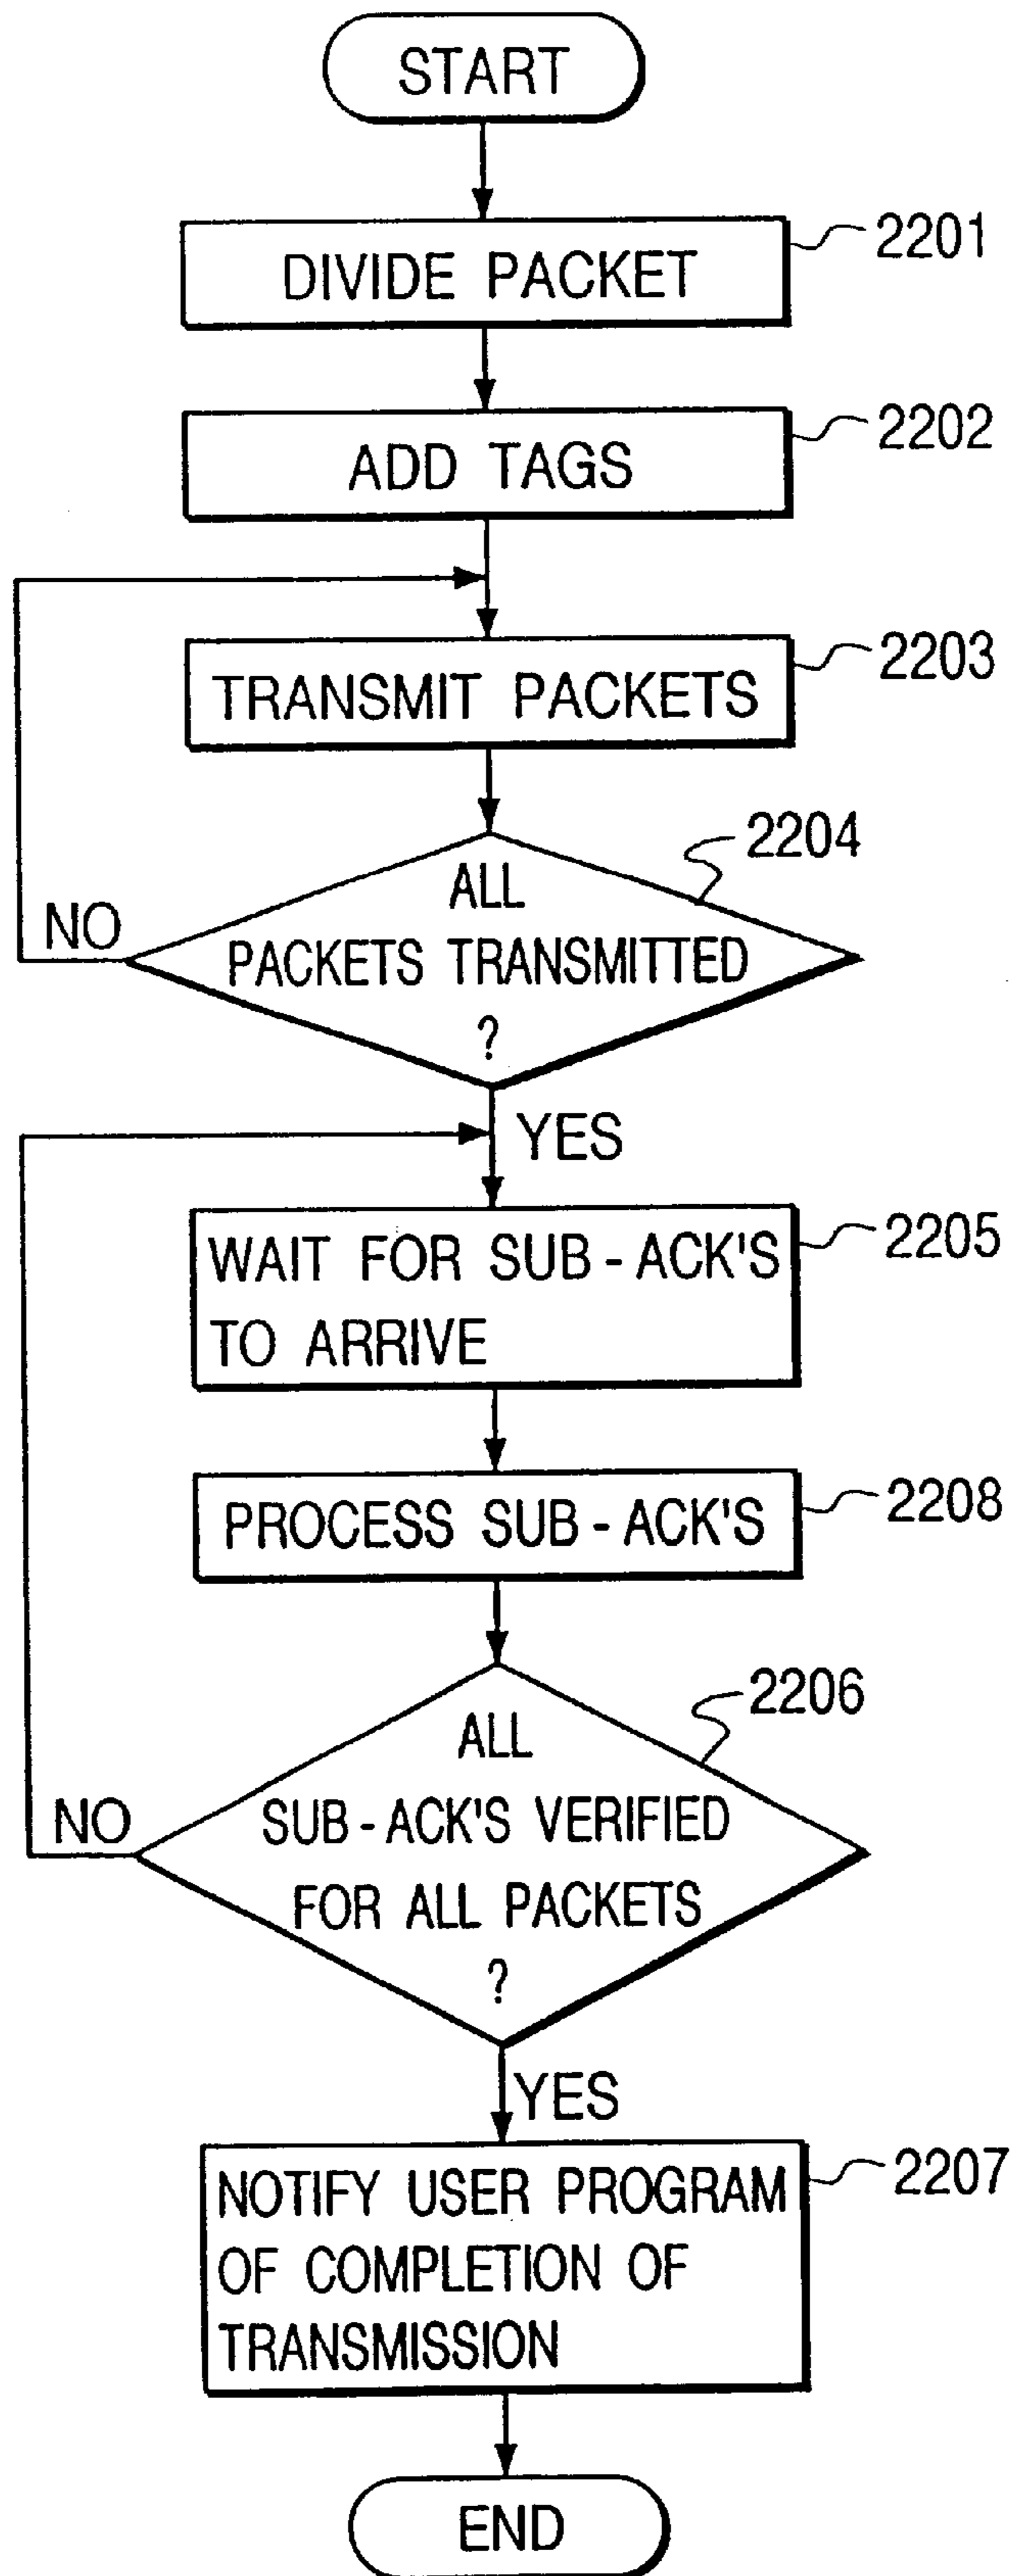 START
DIVIDE PACKET
2201
ADD TAGS
2202
TRANSMIT PACKETS
2203
2204
ALL
PACKETS TRANSMITTED
?
NO
YES
WAIT FOR SUB-ACK'S
TO ARRIVE
2205
PROCESS SUB-ACK'S
2208
2206
ALL
SUB-ACK'S VERIFIED
FOR ALL PACKETS
?
NO
YES
NOTIFY USER PROGRAM
OF COMPLETION OF
TRANSMISSION
2207
END